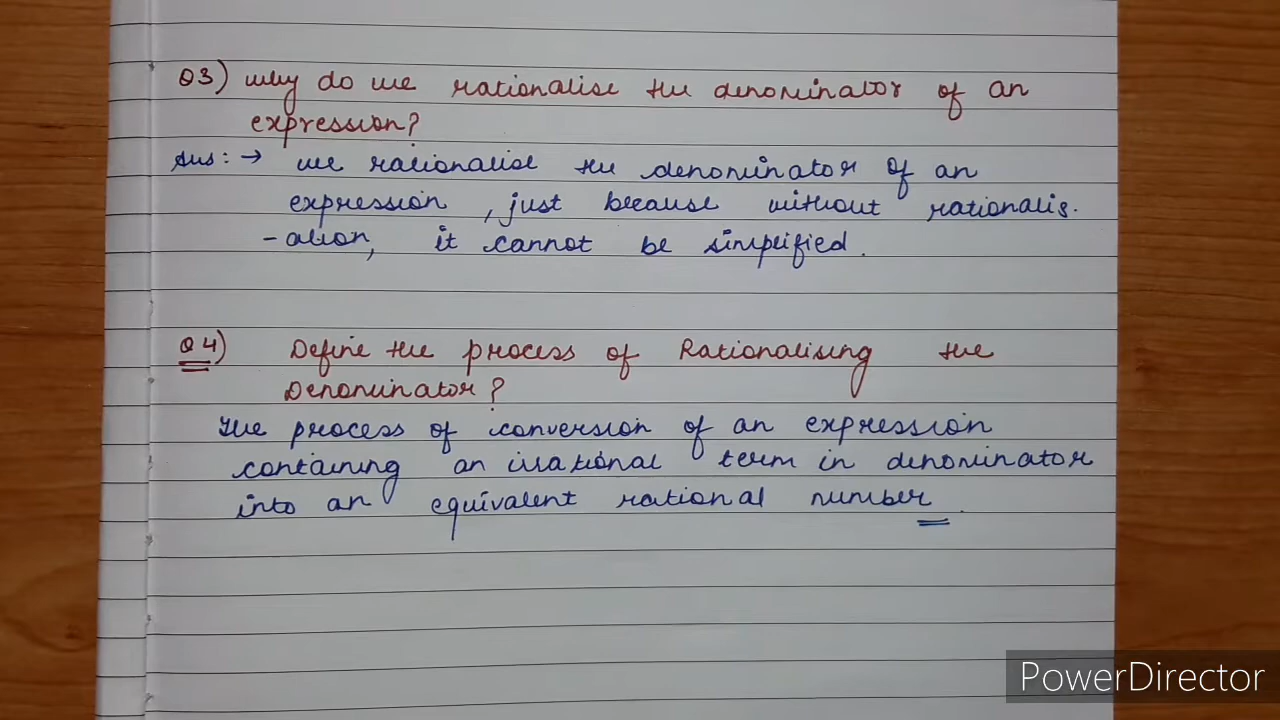 Q3) why do we rationalise the denominator of an
expression?
Ans: → we rationalise the denominator of an
expression, just because without rationalis.
-ation, it cannot be simplified.
Q4) Define the process of Rationalising the
Denominator?
The process of conversion of an expression
containing an irrational term in denominator
into an equivalent rational number.
PowerDirector